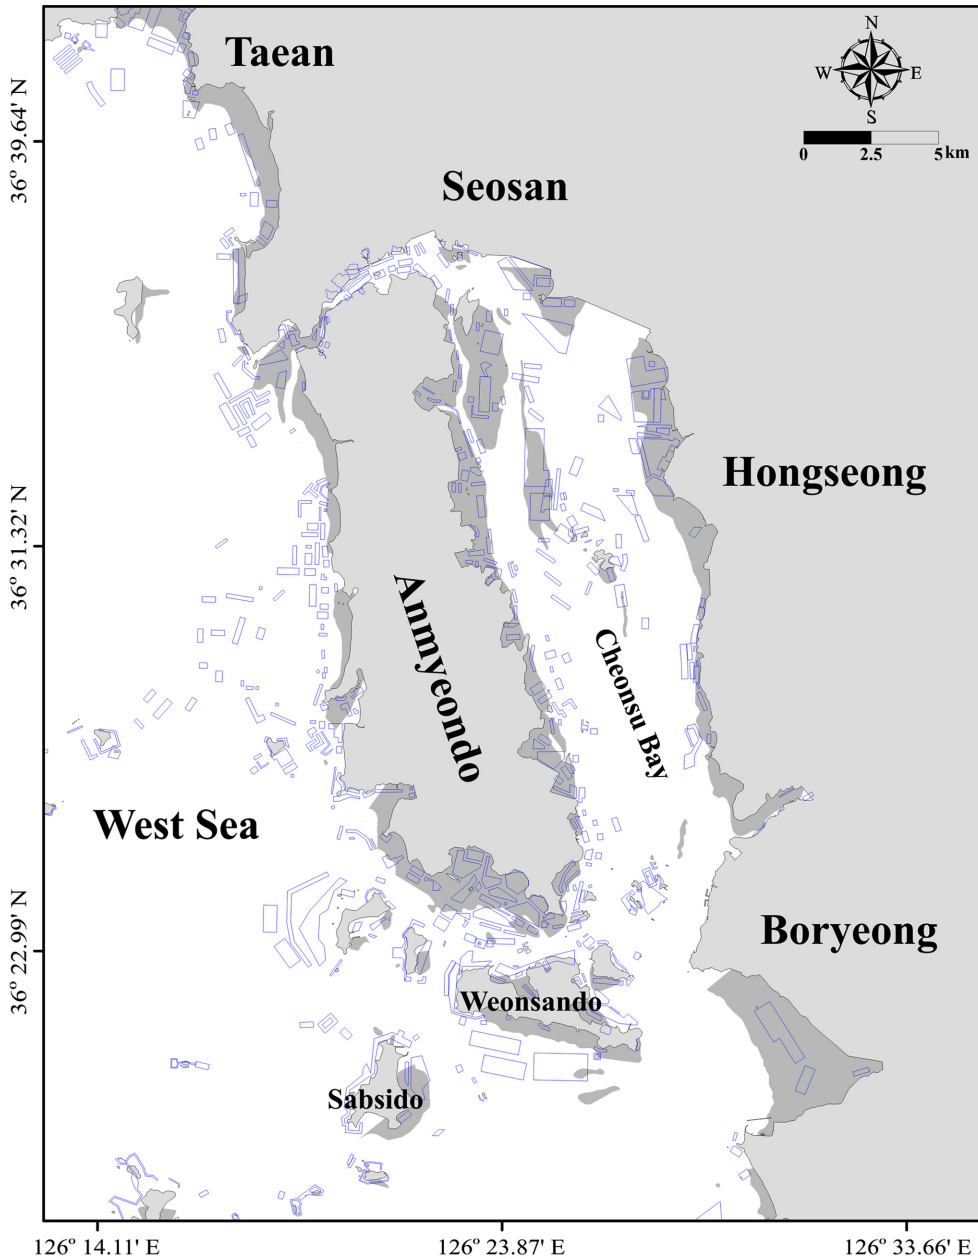 Taean
N
W
E
S
0
2.5
5
km
36° 39.64' N
Seosan
Hongseong
36° 31.32' N
Anmyeondo
Cheonsu Bay
West Sea
Boryeong
36° 22.99' N
Weonsando
Sabsido
126° 14.11' E
126° 23.87' E
126° 33.66' E